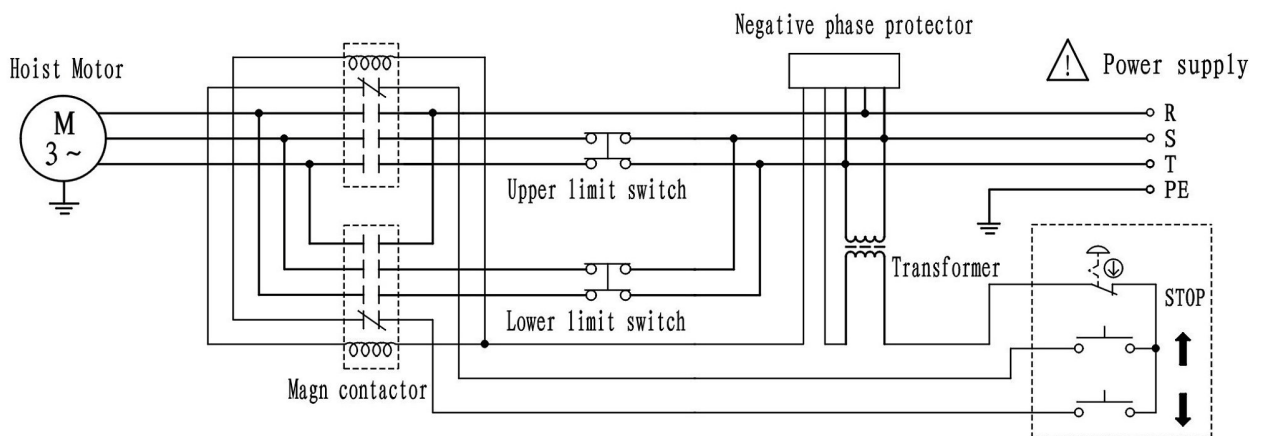 Negative phase protector
Hoist Motor
! Power supply
M
3 ~
R
S
T
PE
Upper limit switch
Transformer
STOP
Lower limit switch
Magn contactor